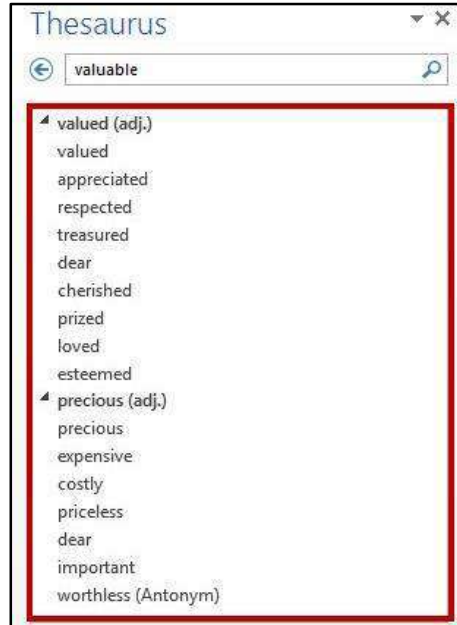 Thesaurus
valuable
valued (adj.)
valued
appreciated
respected
treasured
dear
cherished
prized
loved
esteemed
precious (adj.)
precious
expensive
costly
priceless
dear
important
worthless (Antonym)